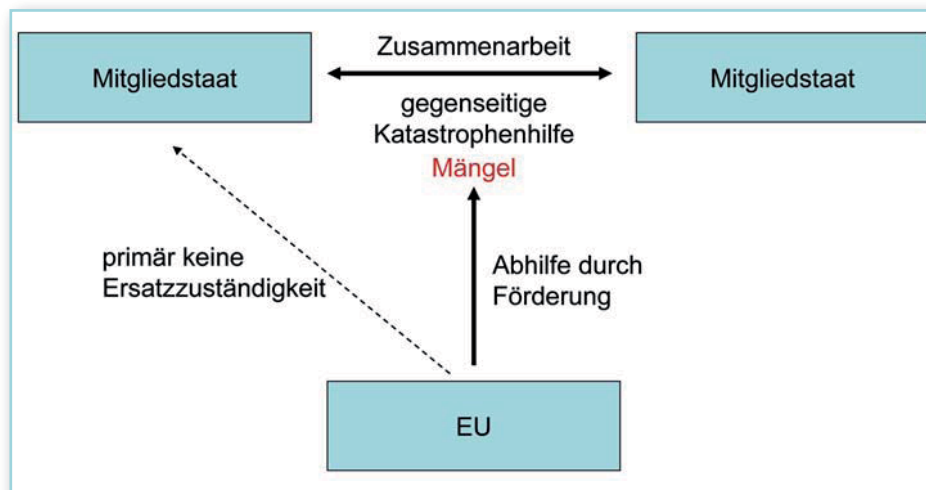 Zusammenarbeit
Mitgliedstaat
Mitgliedstaat
gegenseitige
Katastrophenhilfe
Mängel
primär keine
Ersatzzuständigkeit
Abhilfe durch
Förderung
EU